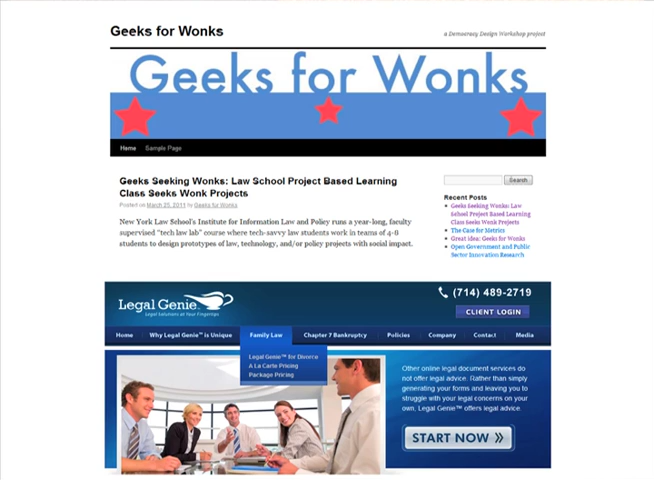 Geeks for Wonks
a Democracy Design Workshop project
Geeks for Wonks
Home Sample Page
Geeks Seeking Wonks: Law School Project Based Learning
Class Seeks Wonk Projects
Posted on March 25, 2011 by Geeks for Wonks
New York Law School's Institute for Information Law and Policy runs a year-long, faculty
supervised "tech law lab" course where tech-savvy law students work in teams of 4-8
students to design prototypes of law, technology, and/or policy projects with social impact.
Search
Recent Posts
Geeks Seeking Wonks: Law
School Project Based Learning
Class Seeks Wonk Projects
The Case for Metrics
Great idea: Geeks for Wonks
Open Government and Public
Sector Innovation Research
Legal Genie™
Legal Solutions at Your Fingertips
(714) 489-2719
CLIENT LOGIN
Home Why Legal Genie™ is Unique Family Law Chapter 7 Bankruptcy Policies Company Contact Media
Legal Genie™ for Divorce
A La Carte Pricing
Package Pricing
Other online legal document services do
not offer legal advice. Rather than simply
generating your forms and leaving you to
struggle with your legal concerns on your
own, Legal Genie™ offers legal advice.
START NOW »